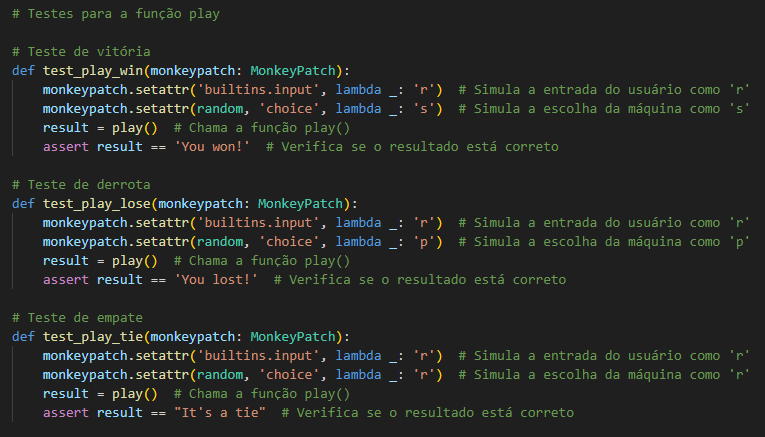 # Testes para a função play

# Teste de vitória
def test_play_win(monkeypatch: MonkeyPatch):
    monkeypatch.setattr('builtins.input', lambda _: 'r')  # Simula a entrada do usuário como 'r'
    monkeypatch.setattr(random, 'choice', lambda _: 's')  # Simula a escolha da máquina como 's'
    result = play()  # Chama a função play()
    assert result == 'You won!'  # Verifica se o resultado está correto

# Teste de derrota
def test_play_lose(monkeypatch: MonkeyPatch):
    monkeypatch.setattr('builtins.input', lambda _: 'r')  # Simula a entrada do usuário como 'r'
    monkeypatch.setattr(random, 'choice', lambda _: 'p')  # Simula a escolha da máquina como 'p'
    result = play()  # Chama a função play()
    assert result == 'You lost!'  # Verifica se o resultado está correto

# Teste de empate
def test_play_tie(monkeypatch: MonkeyPatch):
    monkeypatch.setattr('builtins.input', lambda _: 'r')  # Simula a entrada do usuário como 'r'
    monkeypatch.setattr(random, 'choice', lambda _: 'r')  # Simula a escolha da máquina como 'r'
    result = play()  # Chama a função play()
    assert result == "It's a tie"  # Verifica se o resultado está correto